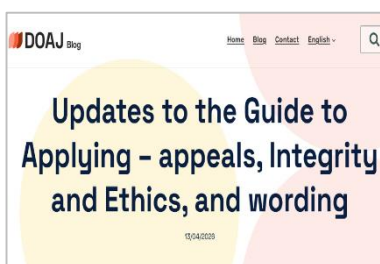 DOAJ Blog
Home Blog Contact English
Updates to the Guide to
Applying – appeals, Integrity
and Ethics, and wording
13/04/2026